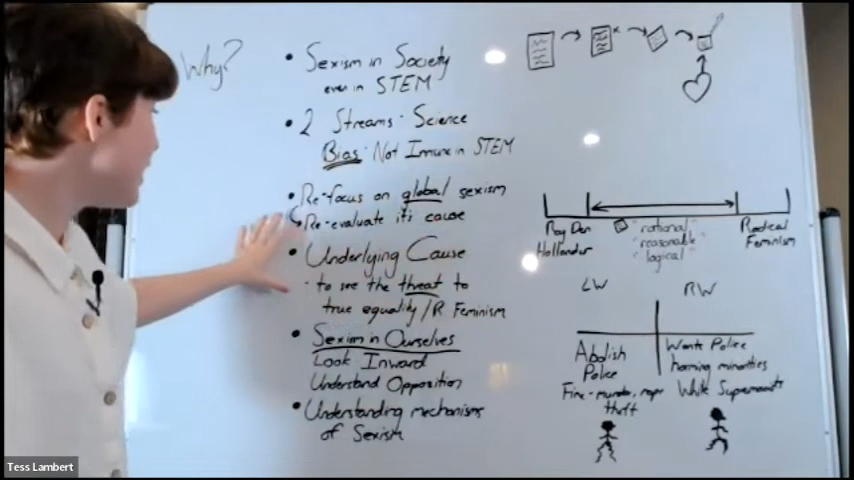 Why?
• Sexism in Society
even in STEM
• 2 Streams - Science
Bias - Not Immune in STEM
• Re-focus on global sexism
Re-evaluate its cause
• Underlying Cause
- to see the threat to
true equality/R Feminism
• Sexism in Ourselves
Look Inward
Understand Opposition
• Understanding mechanisms
of Sexism
Roy Den
Hollander
"rational"
"reasonable"
"logical"
Radical
Feminism
LW
RW
Abolish
Police
Fine - murder, rape
theft
Wants Police
harming minorities
White Supremacists
Tess Lambert